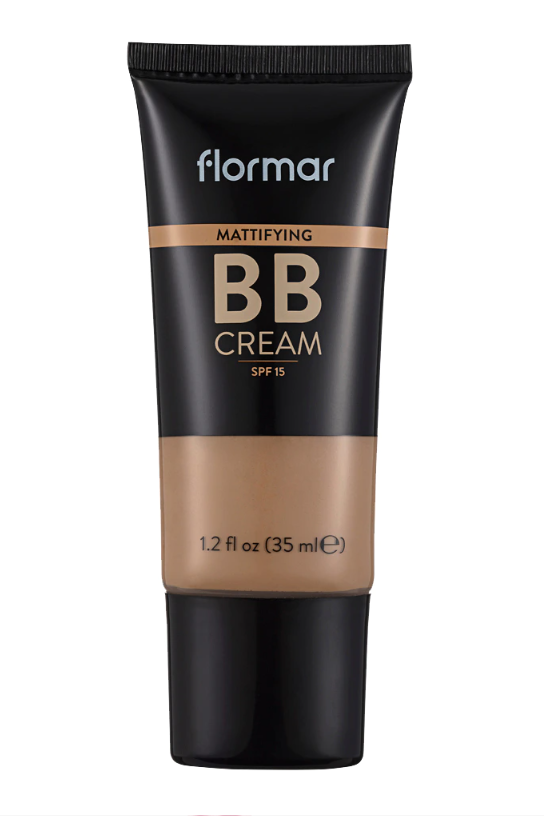 flormar
MATTIFYING
BB
CREAM
SPF 15
1.2 fl oz (35 ml℮)